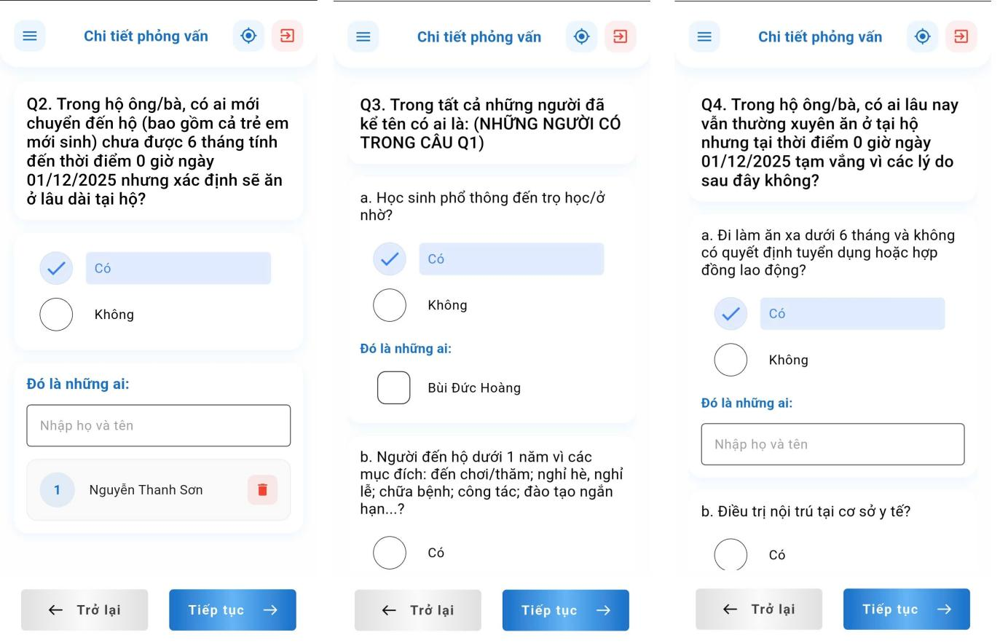 Chi tiết phỏng vấn
Q2. Trong hộ ông/bà, có ai mới
chuyển đến hộ (bao gồm cả trẻ em
mới sinh) chưa được 6 tháng tính
đến thời điểm 0 giờ ngày
01/12/2025 nhưng xác định sẽ ăn
ở lâu dài tại hộ?
Có
Không
Đó là những ai:
Nhập họ và tên
1 Nguyễn Thanh Sơn
Trở lại
Tiếp tục
Chi tiết phỏng vấn
Q3. Trong tất cả những người đã
kể tên có ai là: (NHỮNG NGƯỜI CÓ
TRONG CÂU Q1)
a. Học sinh phổ thông đến trọ học/ở
nhờ?
Có
Không
Đó là những ai:
Bùi Đức Hoàng
b. Người đến hộ dưới 1 năm vì các
mục đích: đến chơi/thăm; nghỉ hè, nghỉ
lễ; chữa bệnh; công tác; đào tạo ngắn
hạn...?
Có
Trở lại
Tiếp tục
Chi tiết phỏng vấn
Q4. Trong hộ ông/bà, có ai lâu nay
vẫn thường xuyên ăn ở tại hộ
nhưng tại thời điểm 0 giờ ngày
01/12/2025 tạm vắng vì các lý do
sau đây không?
a. Đi làm ăn xa dưới 6 tháng và không
có quyết định tuyển dụng hoặc hợp
đồng lao động?
Có
Không
Đó là những ai:
Nhập họ và tên
b. Điều trị nội trú tại cơ sở y tế?
Có
Trở lại
Tiếp tục